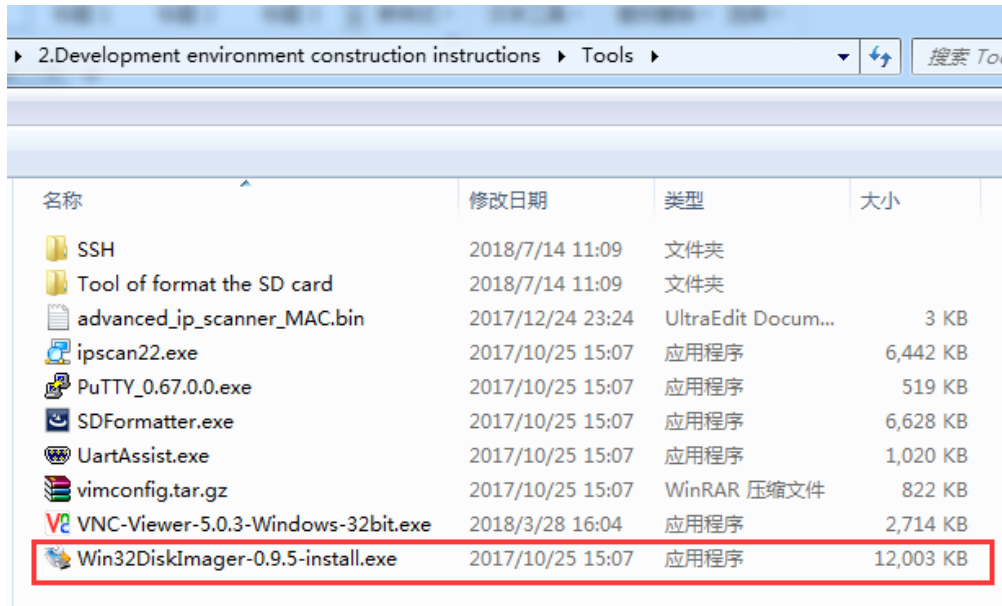 2.Development environment construction instructions Tools 搜索 Too
名称 修改日期 类型 大小
SSH 2018/7/14 11:09 文件夹
Tool of format the SD card 2018/7/14 11:09 文件夹
advanced_ip_scanner_MAC.bin 2017/12/24 23:24 UltraEdit Docum... 3 KB
ipscan22.exe 2017/10/25 15:07 应用程序 6,442 KB
PuTTY_0.67.0.0.exe 2017/10/25 15:07 应用程序 519 KB
SDFormatter.exe 2017/10/25 15:07 应用程序 6,628 KB
UartAssist.exe 2017/10/25 15:07 应用程序 1,020 KB
vimconfig.tar.gz 2017/10/25 15:07 WinRAR 压缩文件 822 KB
VNC-Viewer-5.0.3-Windows-32bit.exe 2018/3/28 16:04 应用程序 2,714 KB
Win32DiskImager-0.9.5-install.exe 2017/10/25 15:07 应用程序 12,003 KB